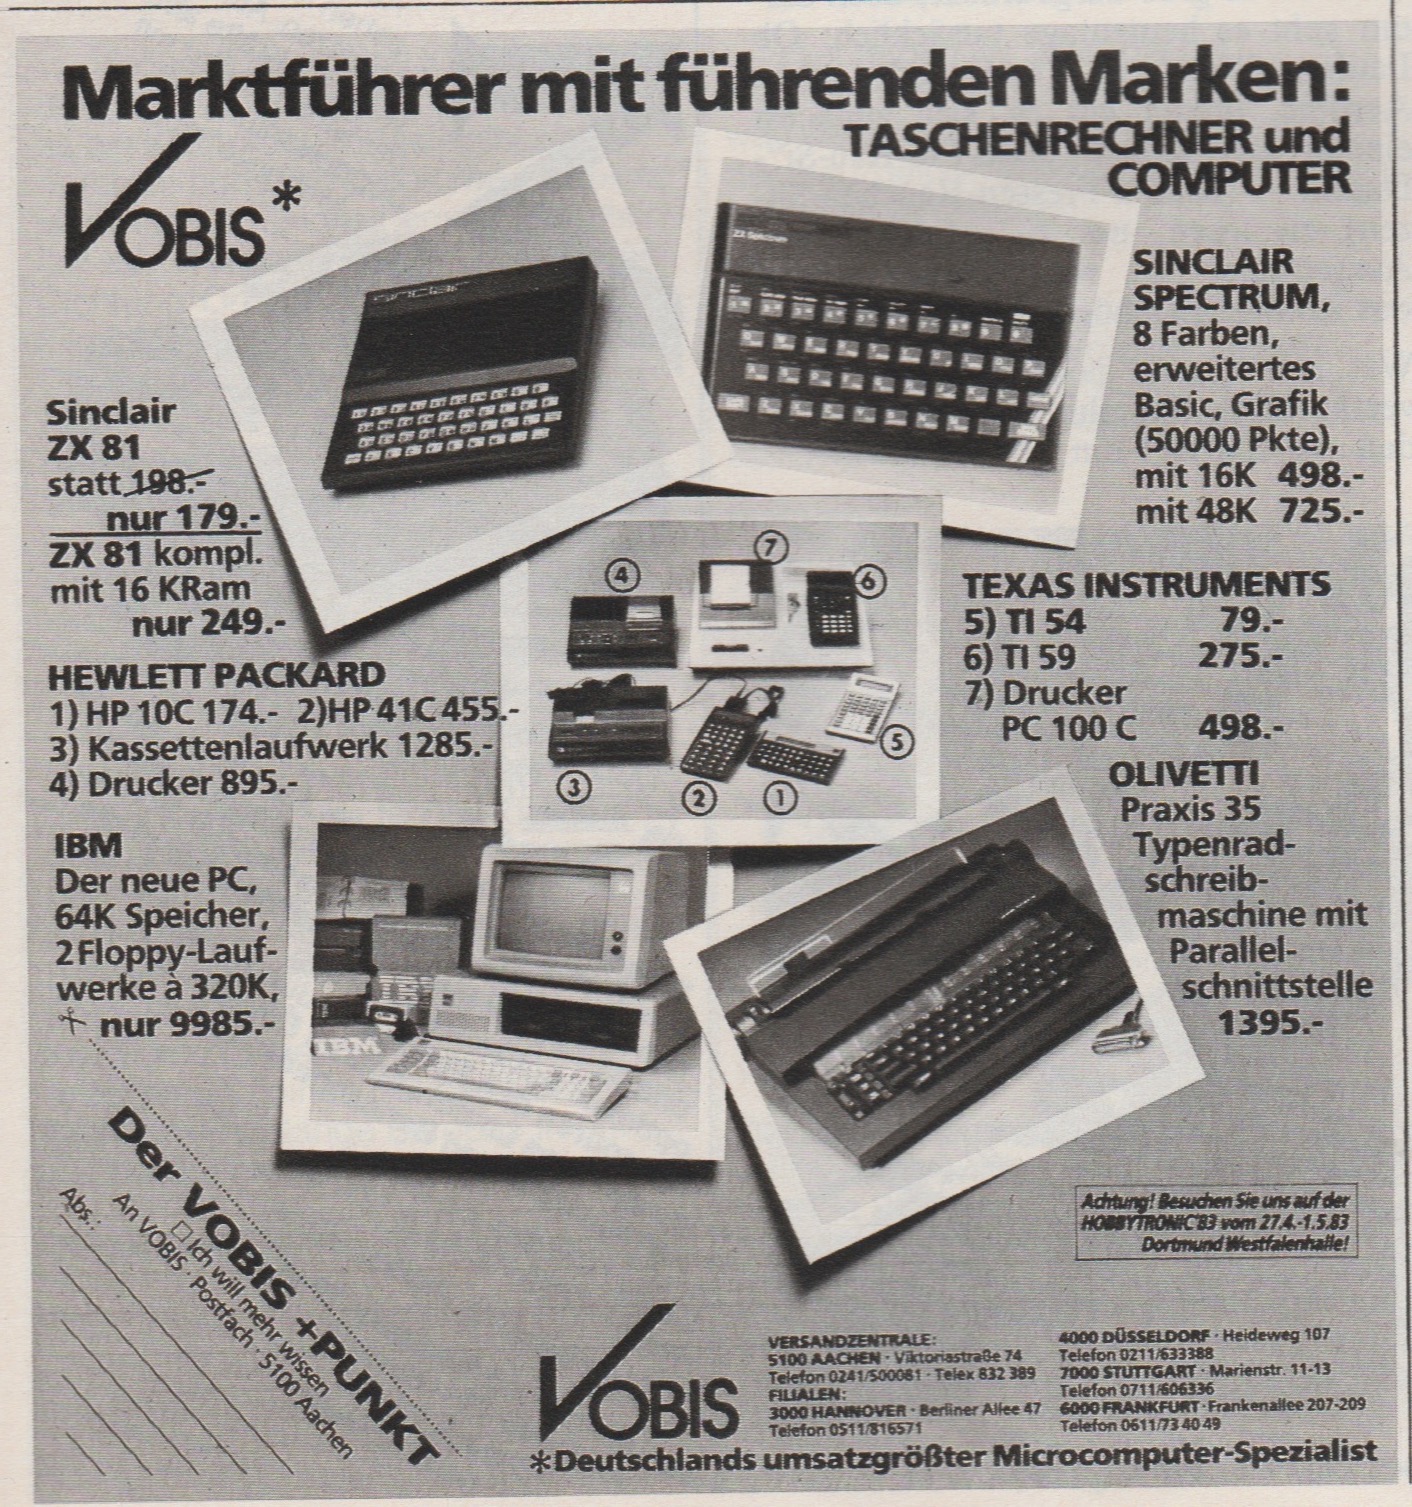 Marktführer mit führenden Marken:
TASCHENRECHNER und
COMPUTER
VOBIS*
sinclair
ZX Spectrum
Sinclair
ZX 81
statt 198.-
nur 179.-
ZX 81 kompl.
mit 16 KRam
nur 249.-
SINCLAIR
SPECTRUM,
8 Farben,
erweitertes
Basic, Grafik
(50000 Pkte),
mit 16K 498.-
mit 48K 725.-
HEWLETT PACKARD
1) HP 10C 174.- 2)HP 41C 455.-
3) Kassettenlaufwerk 1285.-
4) Drucker 895.-
4
7
6
3
2
1
5
TEXAS INSTRUMENTS
5) TI 54 79.-
6) TI 59 275.-
7) Drucker
PC 100 C 498.-
IBM
Der neue PC,
64K Speicher,
2 Floppy-Lauf-
werke à 320K,
nur 9985.-
IBM
OLIVETTI
Praxis 35
Typenrad-
schreib-
maschine mit
Parallel-
schnittstelle
1395.-
Der VOBIS +PUNKT
Ich will mehr wissen
An VOBIS · Postfach · 5100 Aachen
Abs.:
Achtung! Besuchen Sie uns auf der
HOBBYTRONIC'83 vom 27.4.-1.5.83
Dortmund Westfalenhalle!
VOBIS
VERSANDZENTRALE:
5100 AACHEN · Viktoriastraße 74
Telefon 0241/500081 · Telex 832 389
FILIALEN:
3000 HANNOVER · Berliner Allee 47
Telefon 0511/816571
4000 DÜSSELDORF · Heideweg 107
Telefon 0211/633388
7000 STUTTGART · Marienstr. 11-13
Telefon 0711/606336
6000 FRANKFURT · Frankenallee 207-209
Telefon 0611/73 40 49
*Deutschlands umsatzgrößter Microcomputer-Spezialist